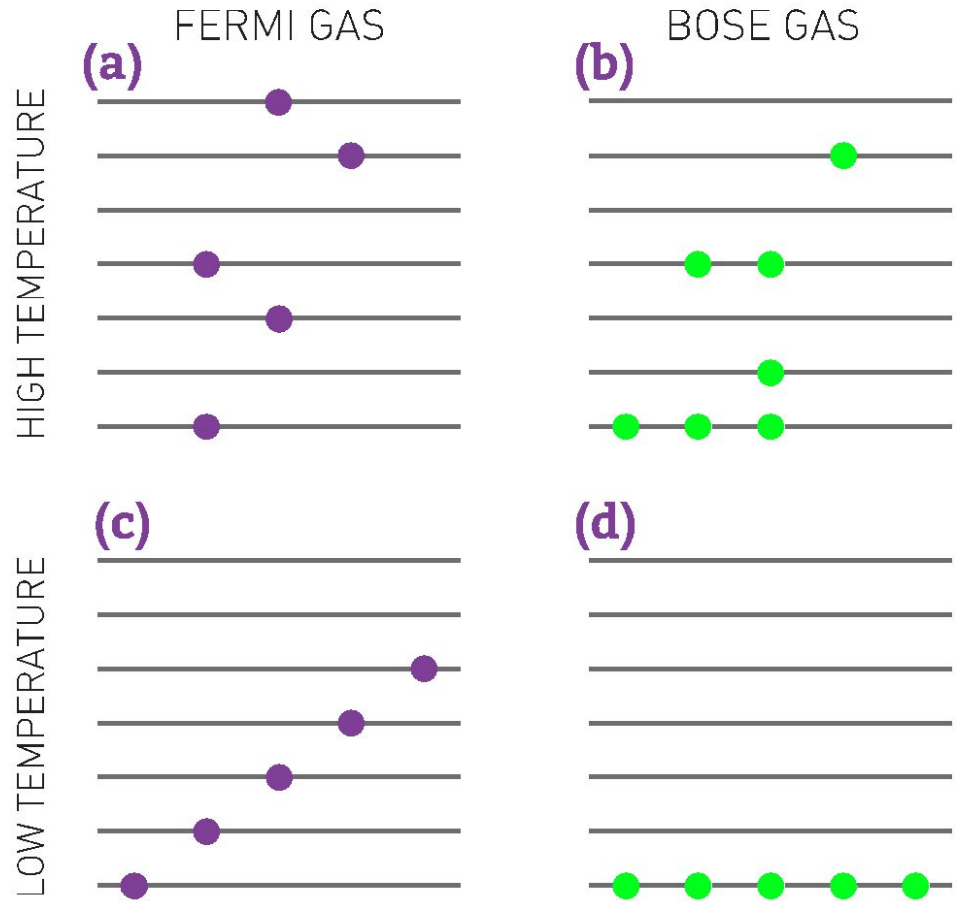 FERMI GAS
BOSE GAS
(a)
(b)
HIGH TEMPERATURE
(c)
(d)
LOW TEMPERATURE